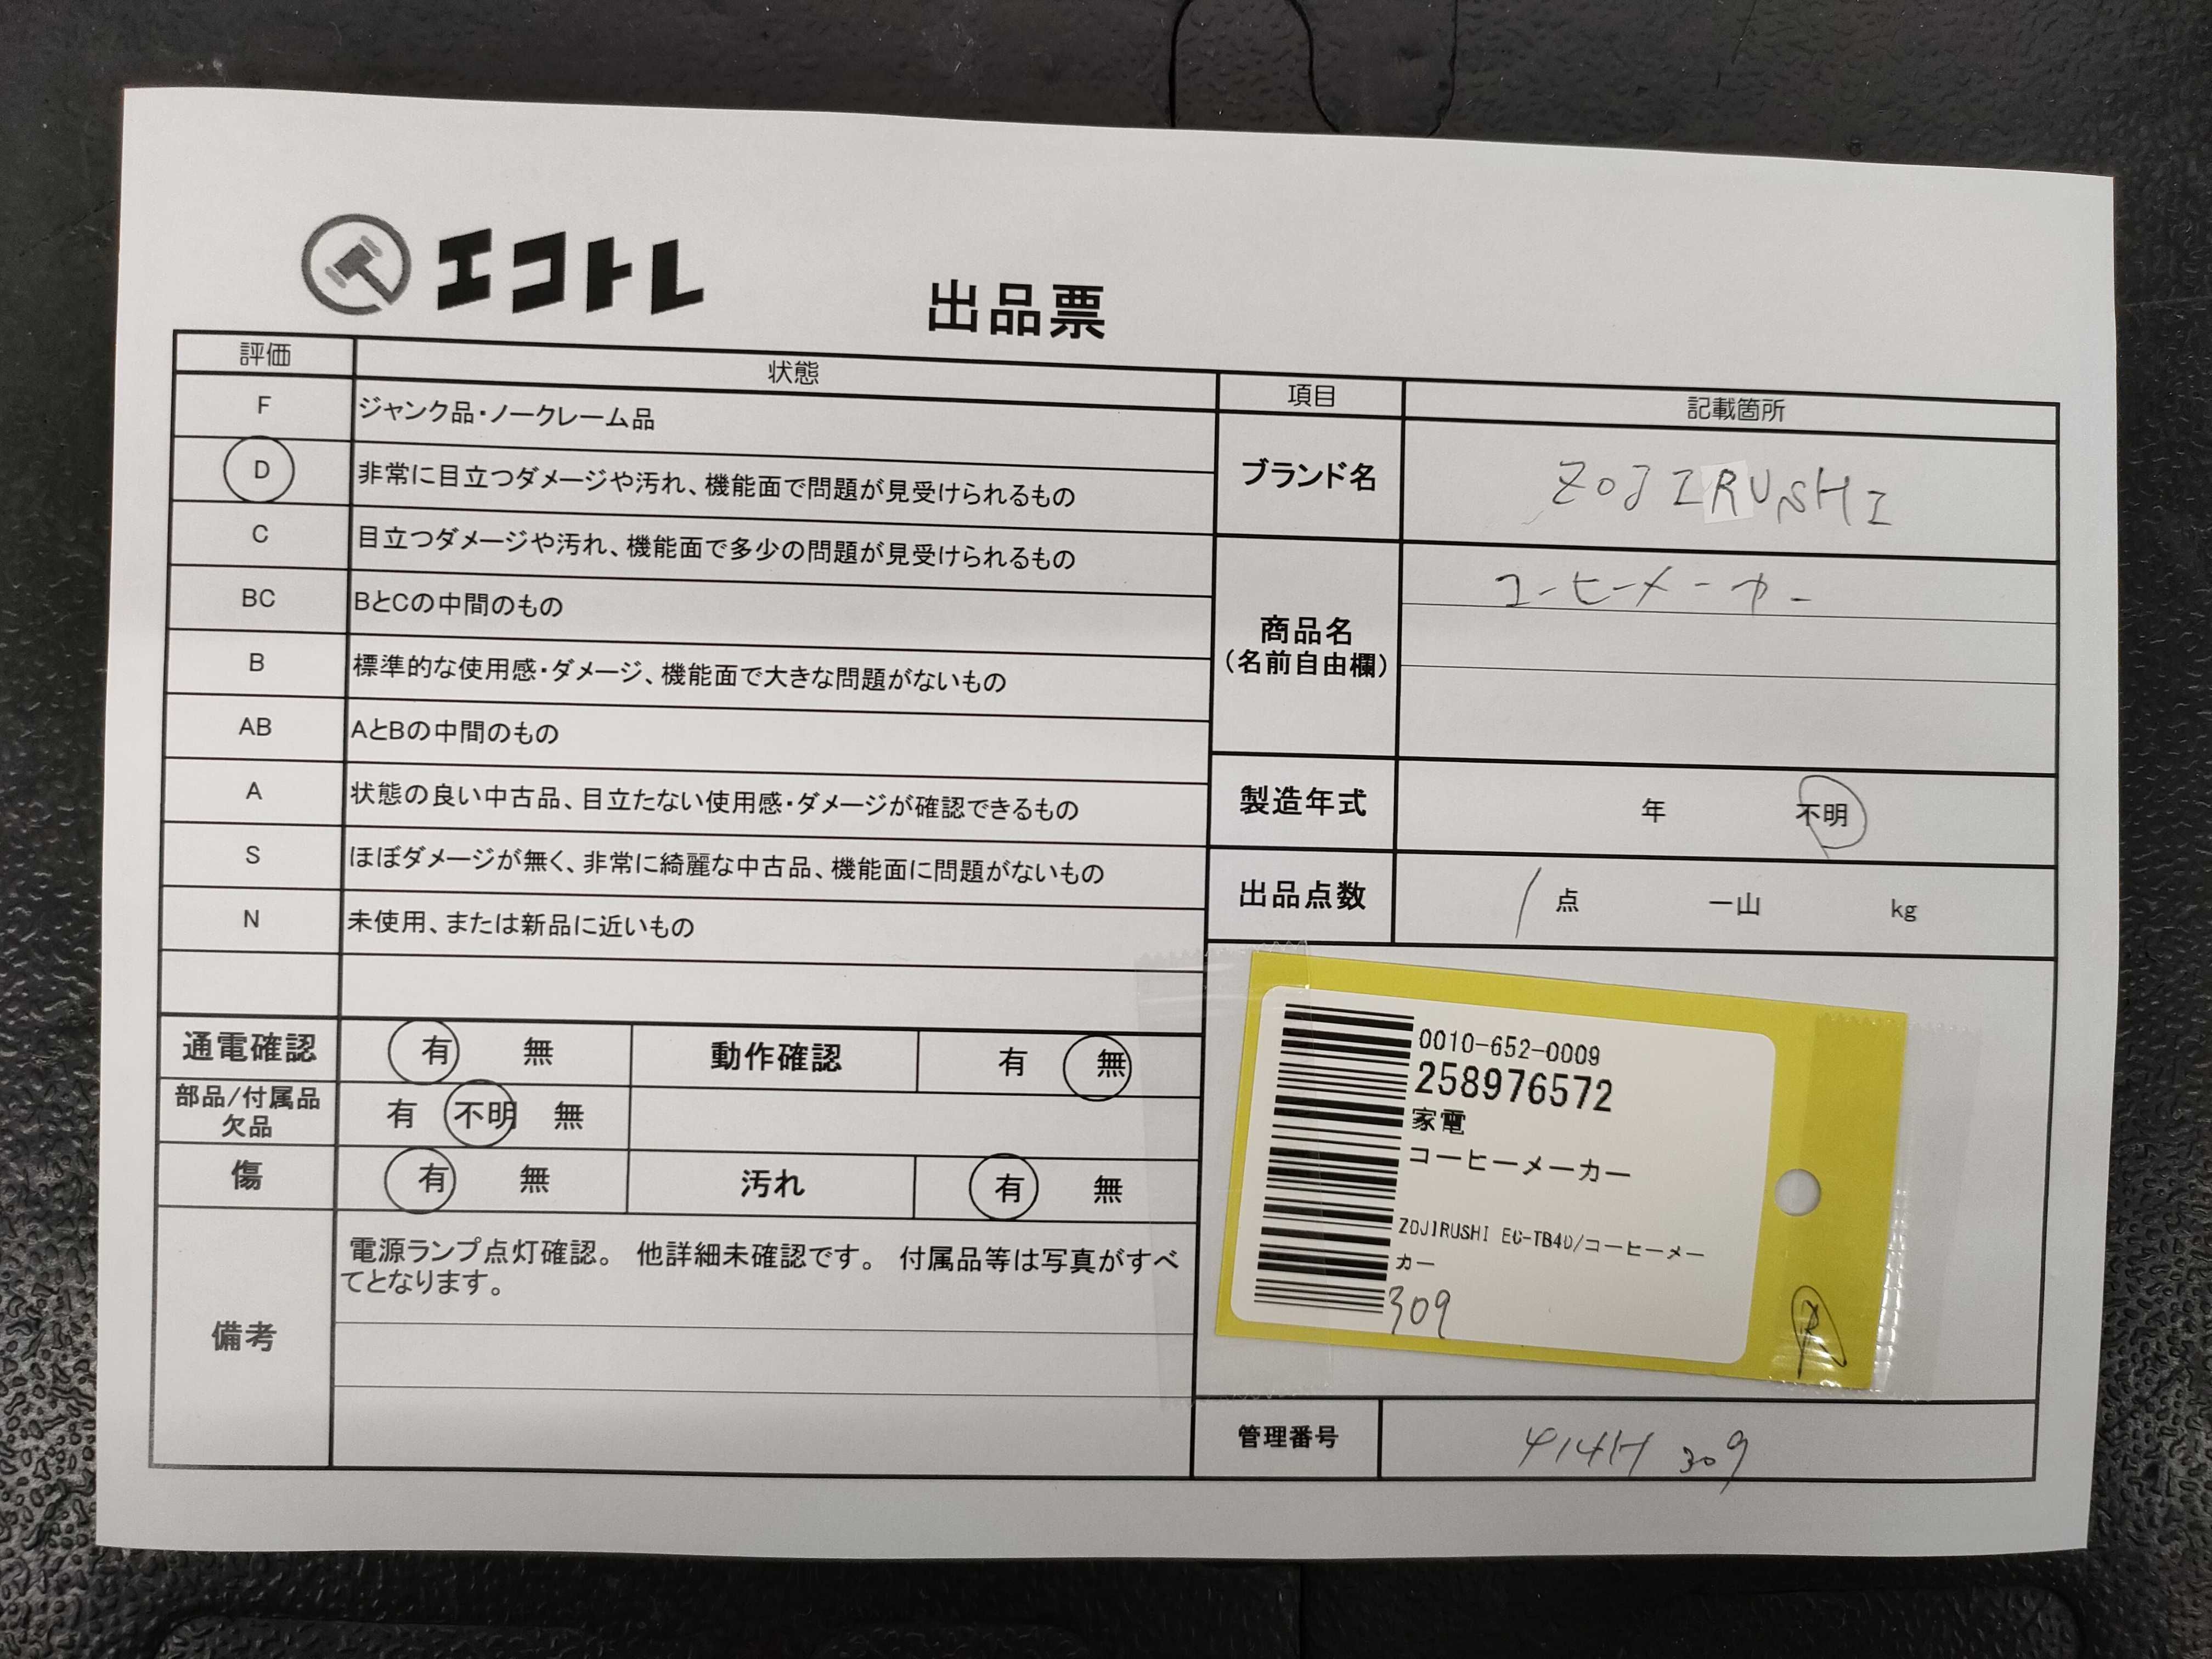 エコトレ
出品票
評価 状態
F ジャンク品・ノークレーム品
D 非常に目立つダメージや汚れ、機能面で問題が見受けられるもの
C 目立つダメージや汚れ、機能面で多少の問題が見受けられるもの
BC BとCの中間のもの
B 標準的な使用感・ダメージ、機能面で大きな問題がないもの
AB AとBの中間のもの
A 状態の良い中古品、目立たない使用感・ダメージが確認できるもの
S ほぼダメージが無く、非常に綺麗な中古品、機能面に問題がないもの
N 未使用、または新品に近いもの
通電確認 有 無 動作確認 有 無
部品/付属品
欠品 有 不明 無
傷 有 無 汚れ 有 無
備考
電源ランプ点灯確認。 他詳細未確認です。 付属品等は写真がすべ
てとなります。
項目 記載箇所
ブランド名 ZOJIRUSHI
商品名
(名前自由欄)
コーヒーメーカー
製造年式 年 不明
出品点数 1点 一山 kg
0010-652-0009
258976572
家電
コーヒーメーカー
ZOJIRUSHI EC-TB40/コーヒーメー
カー
309
管理番号 414H 309